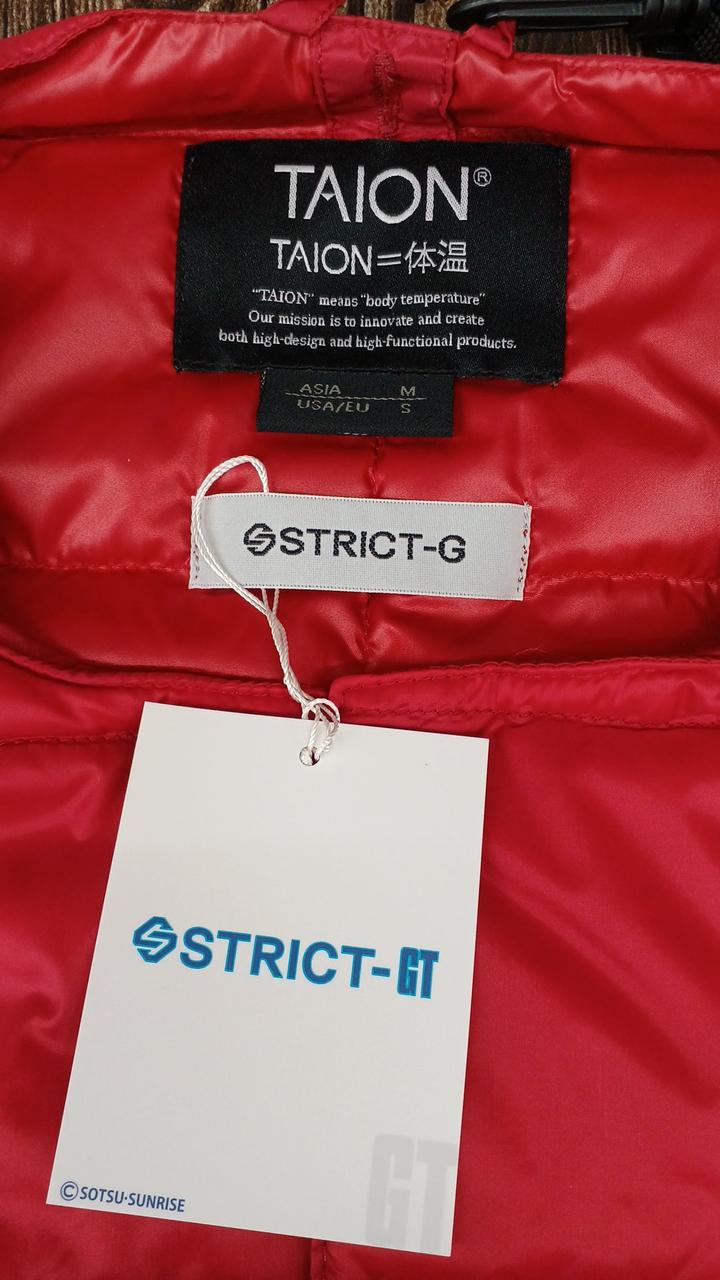 TAION®
TAION=体温
"TAION" means "body temperature"
Our mission is to innovate and create
both high-design and high-functional products.
ASIA M
USA/EU S
STRICT-G
STRICT-GT
GT
©SOTSU·SUNRISE